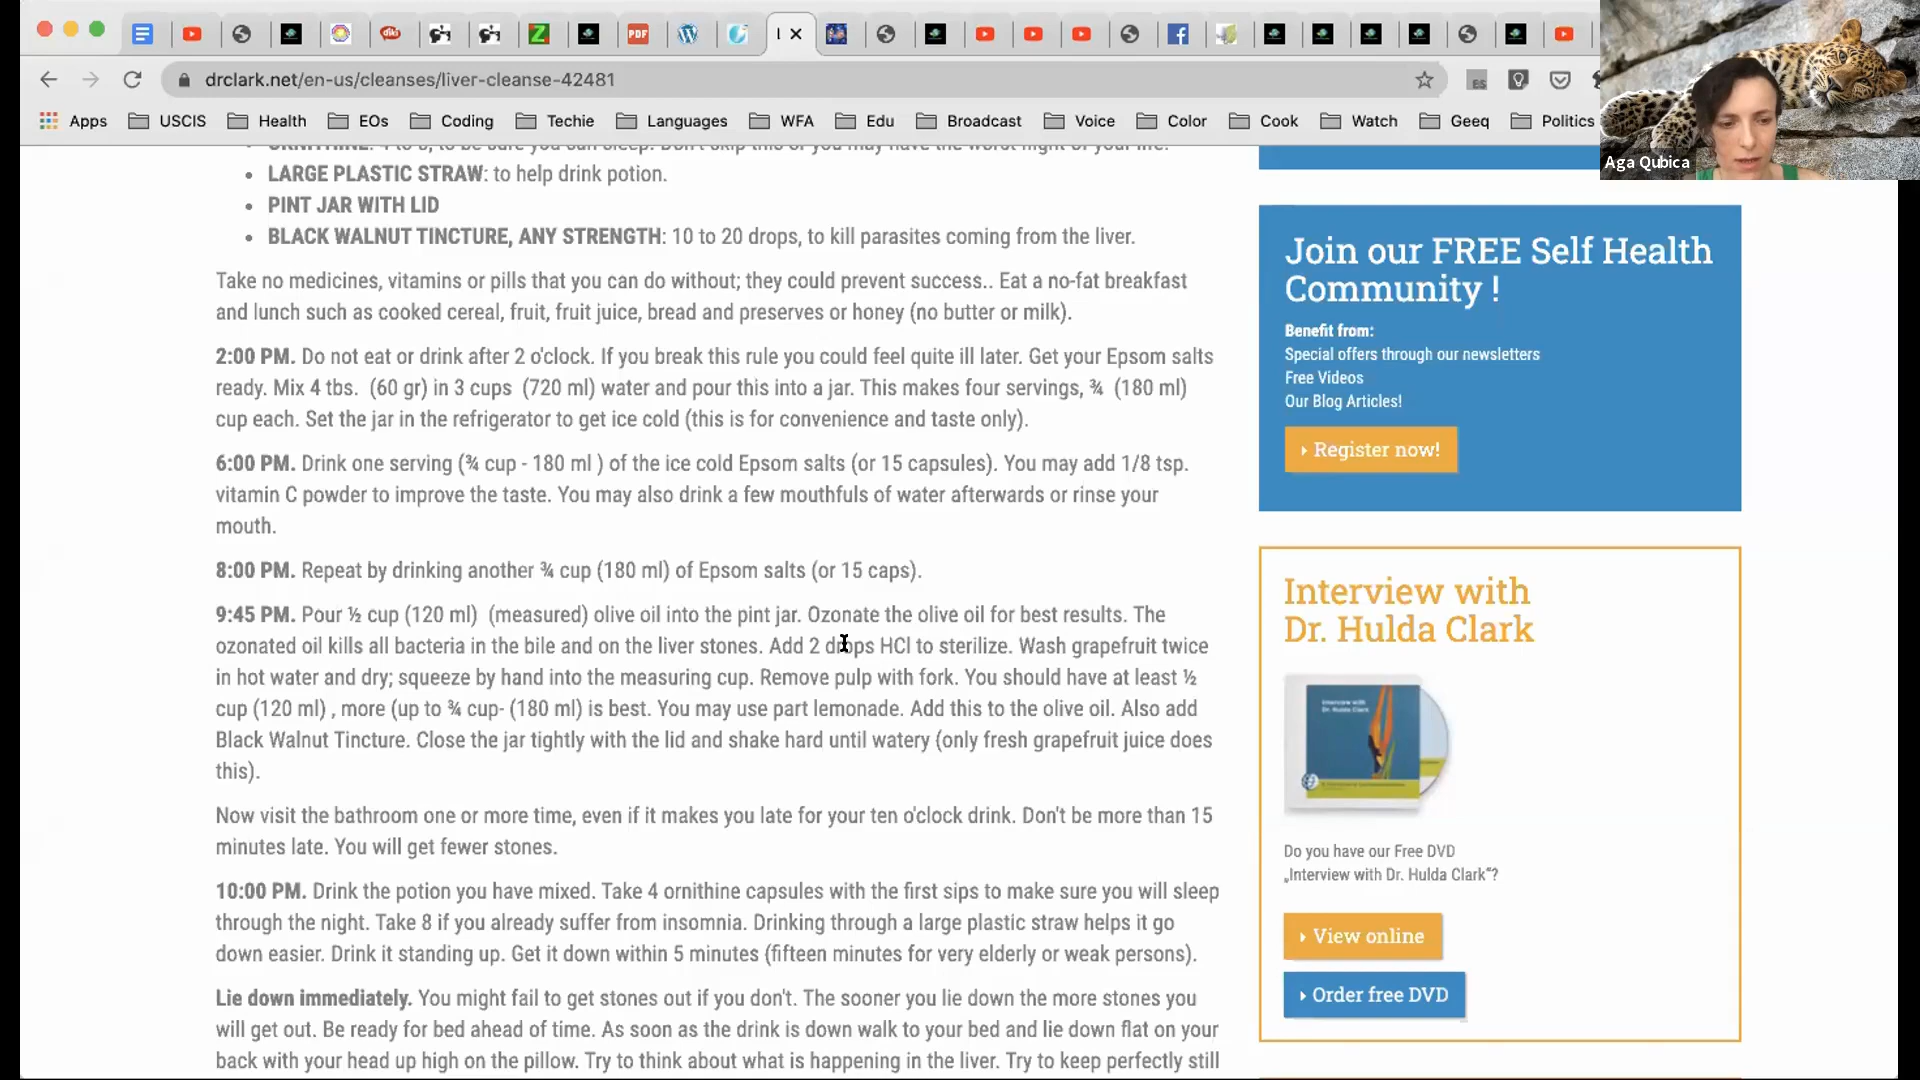 drclark.net/en-us/cleanses/liver-cleanse-42481
Apps
USCIS
Health
EOs
Coding
Techie
Languages
WFA
Edu
Broadcast
Voice
Color
Cook
Watch
Geeq
Politics
Aga Qubica
ORNITHINE: 4 to 8, to be sure you can sleep. Don't skip this or you may have the worst night of your life!
• LARGE PLASTIC STRAW: to help drink potion.
• PINT JAR WITH LID
• BLACK WALNUT TINCTURE, ANY STRENGTH: 10 to 20 drops, to kill parasites coming from the liver.
Take no medicines, vitamins or pills that you can do without; they could prevent success.. Eat a no-fat breakfast
and lunch such as cooked cereal, fruit, fruit juice, bread and preserves or honey (no butter or milk).
2:00 PM. Do not eat or drink after 2 o'clock. If you break this rule you could feel quite ill later. Get your Epsom salts
ready. Mix 4 tbs. (60 gr) in 3 cups (720 ml) water and pour this into a jar. This makes four servings, ¾ (180 ml)
cup each. Set the jar in the refrigerator to get ice cold (this is for convenience and taste only).
6:00 PM. Drink one serving (¾ cup - 180 ml ) of the ice cold Epsom salts (or 15 capsules). You may add 1/8 tsp.
vitamin C powder to improve the taste. You may also drink a few mouthfuls of water afterwards or rinse your
mouth.
8:00 PM. Repeat by drinking another ¾ cup (180 ml) of Epsom salts (or 15 caps).
9:45 PM. Pour ½ cup (120 ml) (measured) olive oil into the pint jar. Ozonate the olive oil for best results. The
ozonated oil kills all bacteria in the bile and on the liver stones. Add 2 drops HCl to sterilize. Wash grapefruit twice
in hot water and dry; squeeze by hand into the measuring cup. Remove pulp with fork. You should have at least ½
cup (120 ml) , more (up to ¾ cup- (180 ml) is best. You may use part lemonade. Add this to the olive oil. Also add
Black Walnut Tincture. Close the jar tightly with the lid and shake hard until watery (only fresh grapefruit juice does
this).
Now visit the bathroom one or more time, even if it makes you late for your ten o'clock drink. Don't be more than 15
minutes late. You will get fewer stones.
10:00 PM. Drink the potion you have mixed. Take 4 ornithine capsules with the first sips to make sure you will sleep
through the night. Take 8 if you already suffer from insomnia. Drinking through a large plastic straw helps it go
down easier. Drink it standing up. Get it down within 5 minutes (fifteen minutes for very elderly or weak persons).
Lie down immediately. You might fail to get stones out if you don't. The sooner you lie down the more stones you
will get out. Be ready for bed ahead of time. As soon as the drink is down walk to your bed and lie down flat on your
back with your head up high on the pillow. Try to think about what is happening in the liver. Try to keep perfectly still
Join our FREE Self Health
Community !
Benefit from:
Special offers through our newsletters
Free Videos
Our Blog Articles!
Register now!
Interview with
Dr. Hulda Clark
Interview with
Dr. Hulda Clark
Do you have our Free DVD
„Interview with Dr. Hulda Clark“?
View online
Order free DVD